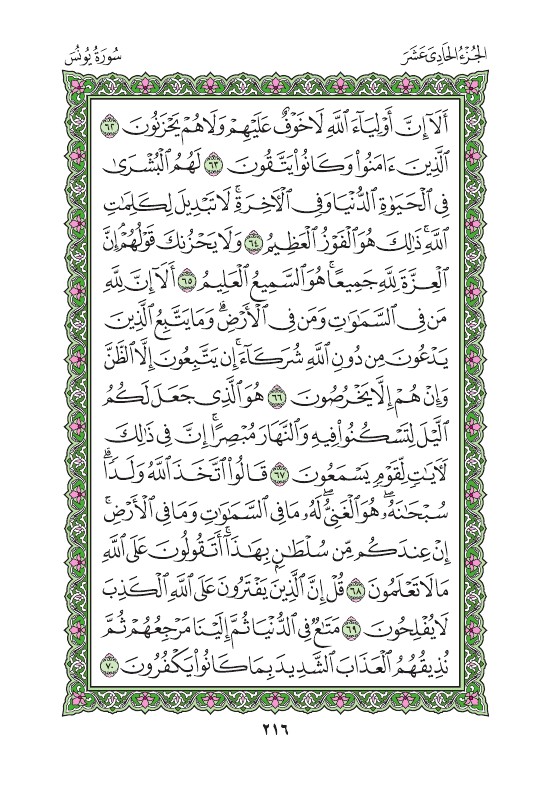 الجُزْءُ الحَادِى عَشَرَ
سُورَةُ يُونُسَ
أَلَآ إِنَّ أَوْلِيَآءَ ٱللَّهِ لَا خَوْفٌ عَلَيْهِمْ وَلَا هُمْ يَحْزَنُونَ ٦٢
ٱلَّذِينَ ءَامَنُوا۟ وَكَانُوا۟ يَتَّقُونَ ٦٣ لَهُمُ ٱلْبُشْرَىٰ
فِى ٱلْحَيَوٰةِ ٱلدُّنْيَا وَفِى ٱلْءَاخِرَةِ ۚ لَا تَبْدِيلَ لِكَلِمَٰتِ
ٱللَّهِ ۚ ذَٰلِكَ هُوَ ٱلْفَوْزُ ٱلْعَظِيمُ ٦٤ وَلَا يَحْزُنكَ قَوْلُهُمْ ۘ إِنَّ
ٱلْعِزَّةَ لِلَّهِ جَمِيعًا ۚ هُوَ ٱلسَّمِيعُ ٱلْعَلِيمُ ٦٥ أَلَآ إِنَّ لِلَّهِ
مَن فِى ٱلسَّمَٰوَٰتِ وَمَن فِى ٱلْأَرْضِ ۗ وَمَا يَتَّبِعُ ٱلَّذِينَ
يَدْعُونَ مِن دُونِ ٱللَّهِ شُرَكَآءَ ۚ إِن يَتَّبِعُونَ إِلَّا ٱلظَّنَّ
وَإِنْ هُمْ إِلَّا يَخْرُصُونَ ٦٦ هُوَ ٱلَّذِى جَعَلَ لَكُمُ
ٱلَّيْلَ لِتَسْكُنُوا۟ فِيهِ وَٱلنَّهَارَ مُبْصِرًا ۚ إِنَّ فِى ذَٰلِكَ
لَءَايَٰتٍ لِّقَوْمٍ يَسْمَعُونَ ٦٧ قَالُوا۟ ٱتَّخَذَ ٱللَّهُ وَلَدًا ۗ
سُبْحَٰنَهُۥ ۖ هُوَ ٱلْغَنِىُّ ۖ لَهُۥ مَا فِى ٱلسَّمَٰوَٰتِ وَمَا فِى ٱلْأَرْضِ ۚ
إِنْ عِندَكُم مِّن سُلْطَٰنٍۭ بِهَٰذَآ ۚ أَتَقُولُونَ عَلَى ٱللَّهِ
مَا لَا تَعْلَمُونَ ٦٨ قُلْ إِنَّ ٱلَّذِينَ يَفْتَرُونَ عَلَى ٱللَّهِ ٱلْكَذِبَ
لَا يُفْلِحُونَ ٦٩ مَتَٰعٌ فِى ٱلدُّنْيَا ثُمَّ إِلَيْنَا مَرْجِعُهُمْ ثُمَّ
نُذِيقُهُمُ ٱلْعَذَابَ ٱلشَّدِيدَ بِمَا كَانُوا۟ يَكْفُرُونَ ٧٠
٢١٦